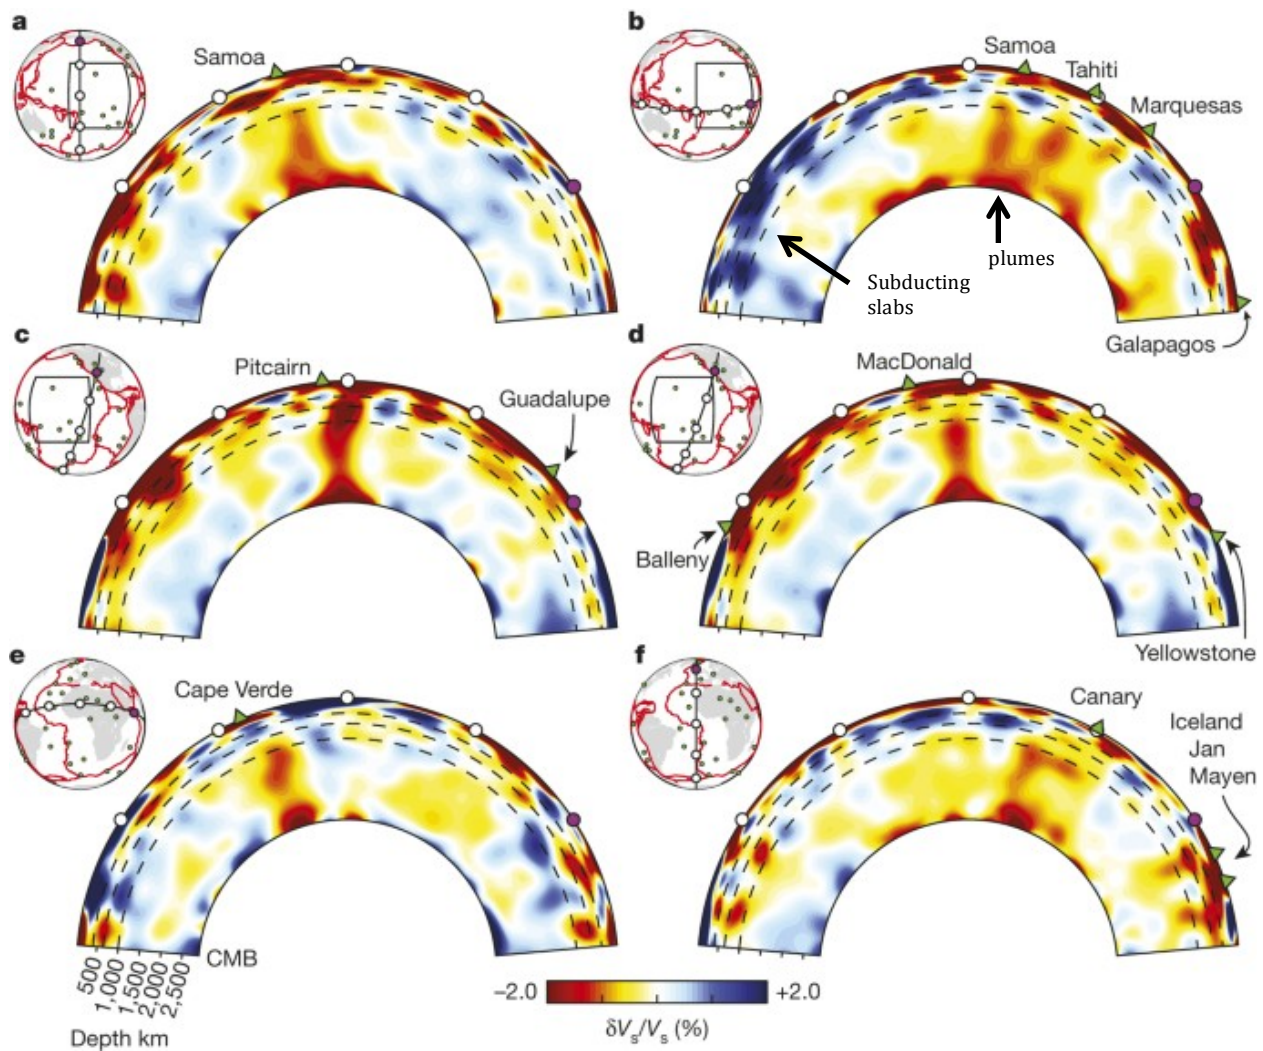 a
Samoa
b
Samoa
Tahiti
Marquesas
plumes
Subducting
slabs
Galapagos
c
Pitcairn
Guadalupe
d
MacDonald
Balleny
Yellowstone
e
Cape Verde
CMB
500
1,000
1,500
2,000
2,500
Depth km
f
Canary
Iceland
Jan
Mayen
−2.0
+2.0
δVs/Vs (%)